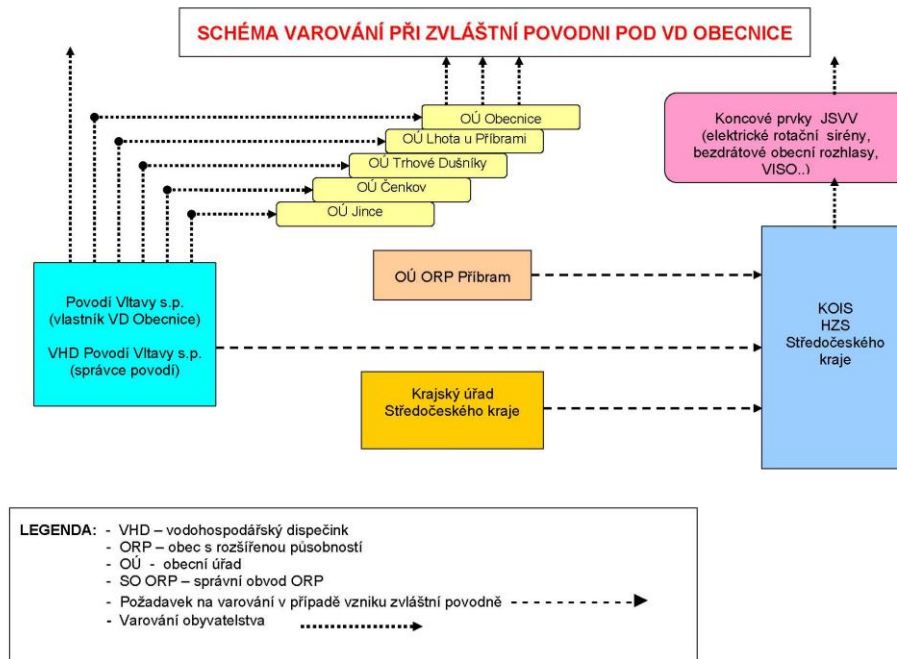 SCHÉMA VAROVÁNÍ PŘI ZVLÁŠTNÍ POVODNI POD VD OBECNICE
OÚ Obecnice
OÚ Lhota u Příbrami
OÚ Trhové Dušníky
OÚ Čenkov
OÚ Jince
Koncové prvky JSVV
(elektrické rotační sirény,
bezdrátové obecní rozhlasy,
VISO..)
Povodí Vltavy s.p.
(vlastník VD Obecnice)
VHD Povodí Vltavy s.p.
(správce povodí)
OÚ ORP Příbram
Krajský úřad
Středočeského kraje
KOIS
HZS
Středočeského
kraje
LEGENDA: - VHD – vodohospodářský dispečink
- ORP – obec s rozšířenou působností
- OÚ - obecní úřad
- SO ORP – správní obvod ORP
- Požadavek na varování v případě vzniku zvláštní povodně
- Varování obyvatelstva